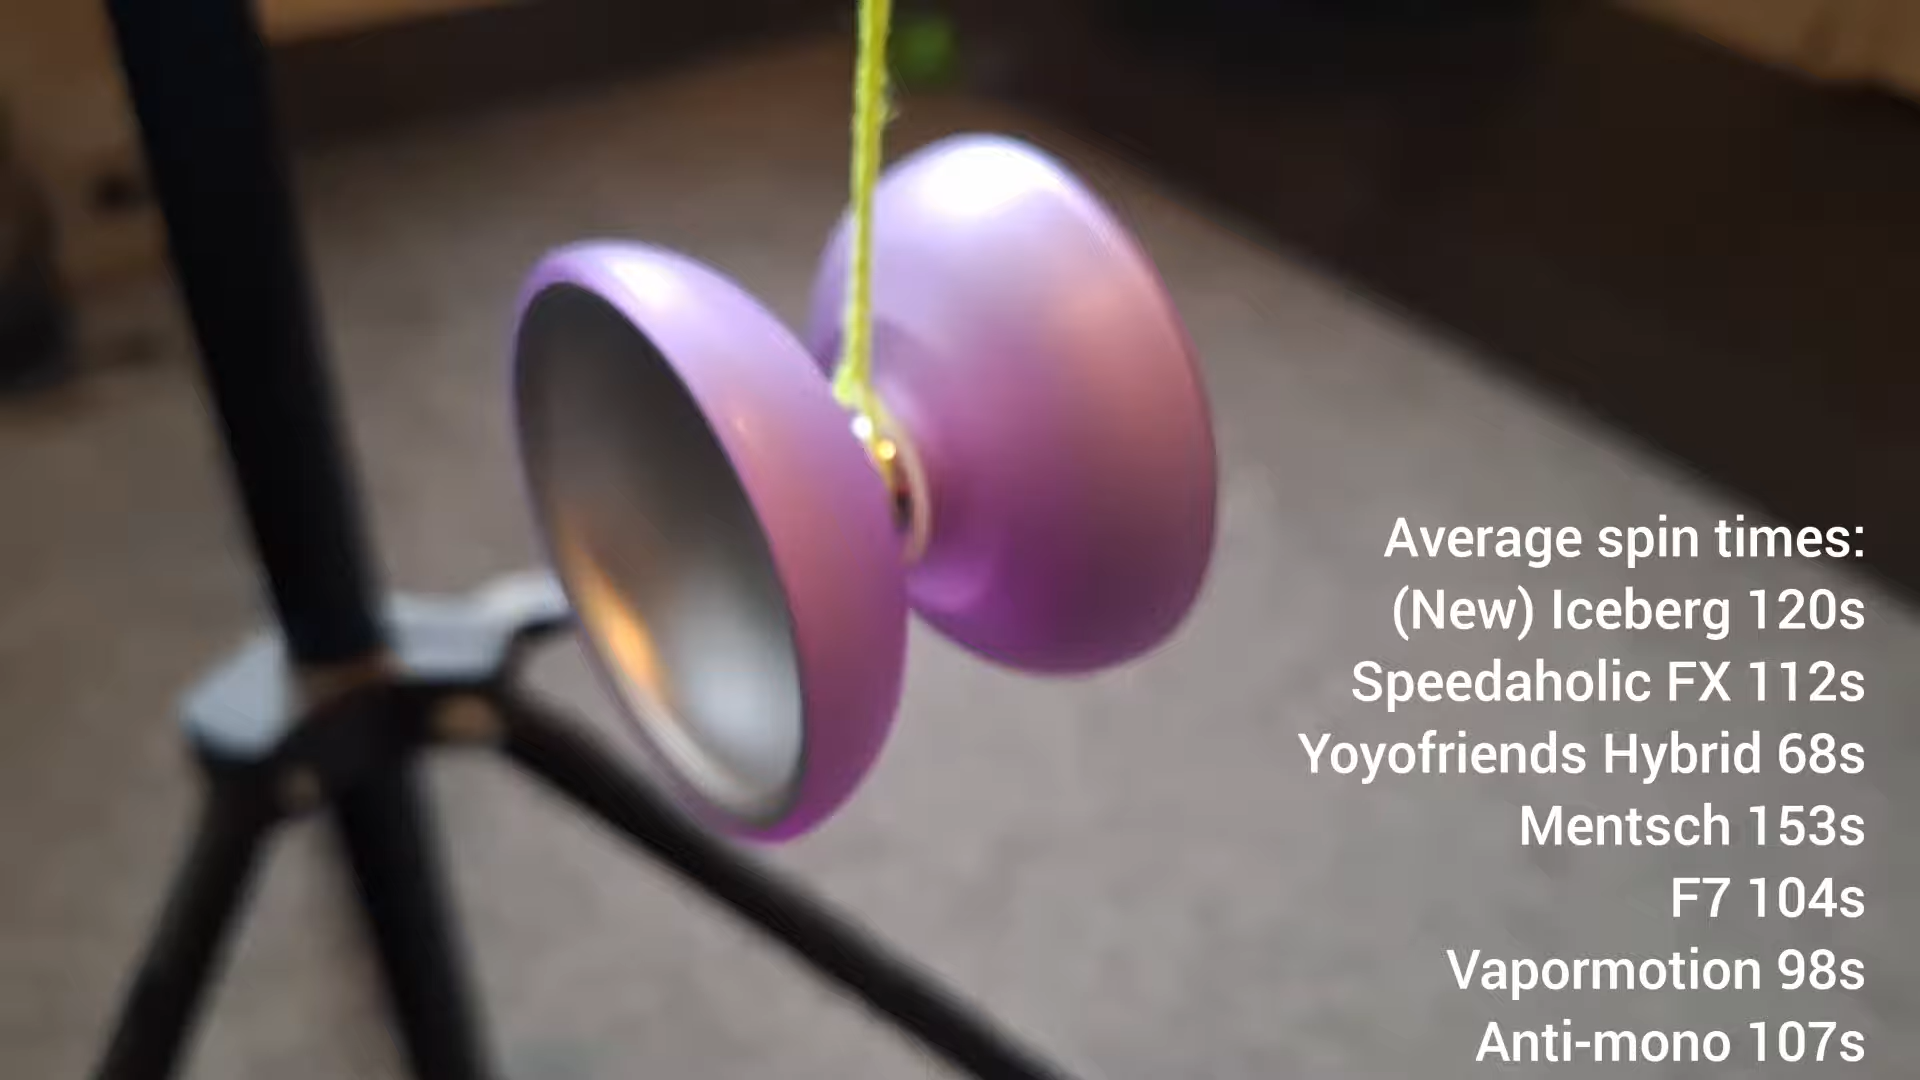 Average spin times:
(New) Iceberg 120s
Speedaholic FX 112s
Yoyofriends Hybrid 68s
Mentsch 153s
F7 104s
Vapormotion 98s
Anti-mono 107s